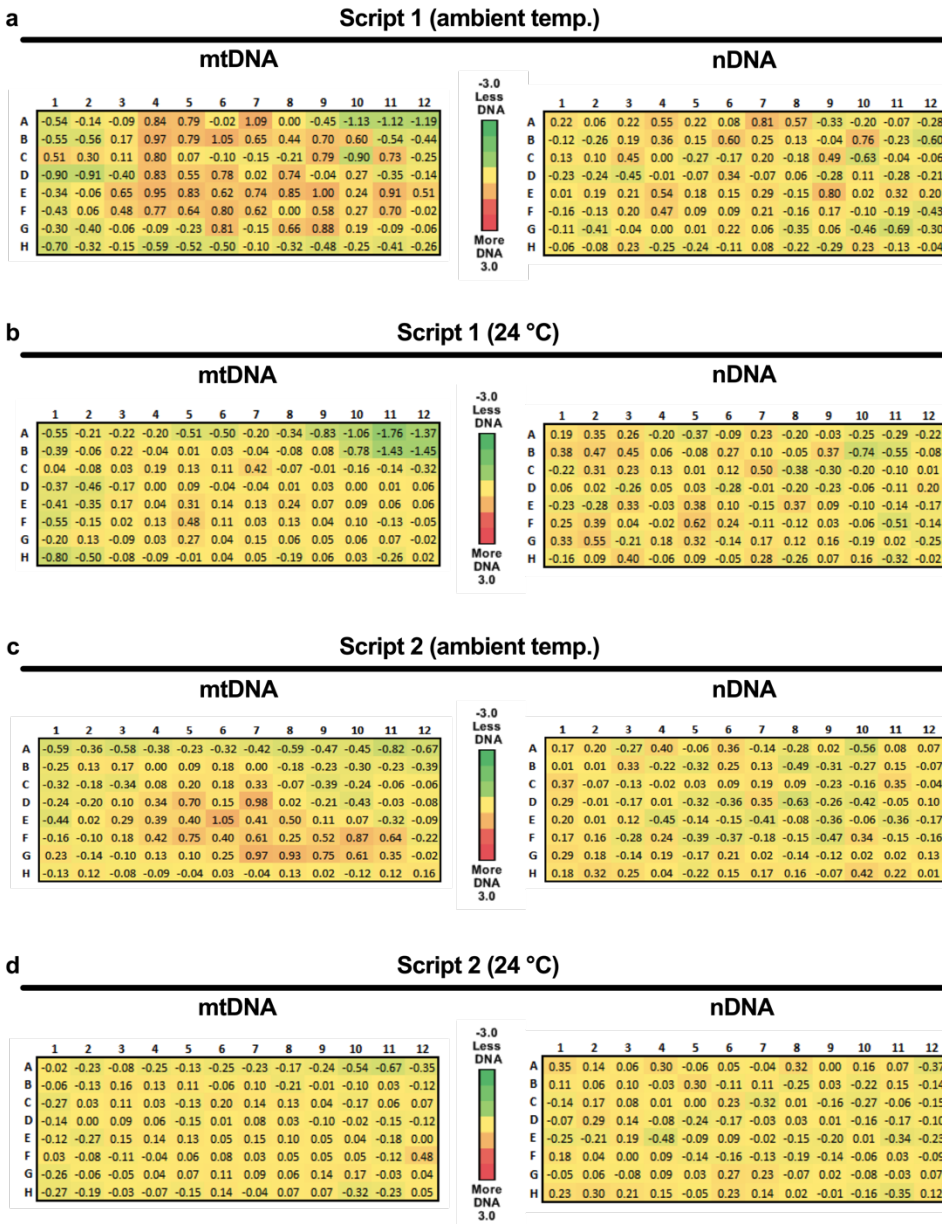 a
Script 1 (ambient temp.)
mtDNA
1 2 3 4 5 6 7 8 9 10 11 12
A -0.54 -0.14 -0.09 0.84 0.79 -0.02 1.09 0.00 -0.45 -1.13 -1.12 -1.19
B -0.55 -0.56 0.17 0.97 0.79 1.05 0.65 0.44 0.70 0.60 -0.54 -0.44
C 0.51 0.30 0.11 0.80 0.07 -0.10 -0.15 -0.21 0.79 -0.90 0.73 -0.25
D -0.90 -0.91 -0.40 0.83 0.55 0.78 0.02 0.74 -0.04 0.27 -0.35 -0.14
E -0.34 -0.06 0.65 0.95 0.83 0.62 0.74 0.85 1.00 0.24 0.91 0.51
F -0.43 0.06 0.48 0.77 0.64 0.80 0.62 0.00 0.58 0.27 0.70 -0.02
G -0.30 -0.40 -0.06 -0.09 -0.23 0.81 -0.15 0.66 0.88 0.19 -0.09 -0.06
H -0.70 -0.32 -0.15 -0.59 -0.52 -0.50 -0.10 -0.32 -0.48 -0.25 -0.41 -0.26
-3.0
Less
DNA
More
DNA
3.0
nDNA
1 2 3 4 5 6 7 8 9 10 11 12
A 0.22 0.06 0.22 0.55 0.22 0.08 0.81 0.57 -0.33 -0.20 -0.07 -0.28
B -0.12 -0.26 0.19 0.36 0.15 0.60 0.25 0.13 -0.04 0.76 -0.23 -0.60
C 0.13 0.10 0.45 0.00 -0.27 -0.17 0.20 -0.18 0.49 -0.63 -0.04 -0.06
D -0.23 -0.24 -0.45 -0.01 -0.07 0.34 -0.07 0.06 -0.28 0.11 -0.28 -0.21
E 0.01 0.19 0.21 0.54 0.18 0.15 0.29 -0.15 0.80 0.02 0.32 0.20
F -0.16 -0.13 0.20 0.47 0.09 0.09 0.21 -0.16 0.17 -0.10 -0.19 -0.43
G -0.11 -0.41 -0.04 0.00 0.01 0.22 0.06 -0.35 0.06 -0.46 -0.69 -0.30
H -0.06 -0.08 0.23 -0.25 -0.24 -0.11 0.08 -0.22 -0.29 0.23 -0.13 -0.04
b
Script 1 (24 °C)
mtDNA
1 2 3 4 5 6 7 8 9 10 11 12
A -0.55 -0.21 -0.22 -0.20 -0.51 -0.50 -0.20 -0.34 -0.83 -1.06 -1.76 -1.37
B -0.39 -0.06 0.22 -0.04 0.01 0.03 -0.04 -0.08 0.08 -0.78 -1.43 -1.45
C 0.04 -0.08 0.03 0.19 0.13 0.11 0.42 -0.07 -0.01 -0.16 -0.14 -0.32
D -0.37 -0.46 -0.17 0.00 0.09 -0.04 -0.04 0.01 0.03 0.00 0.01 0.06
E -0.41 -0.35 0.17 0.04 0.31 0.14 0.13 0.24 0.07 0.09 0.06 0.06
F -0.55 -0.15 0.02 0.13 0.48 0.11 0.03 0.13 0.04 0.10 -0.13 -0.05
G -0.20 0.13 -0.09 0.03 0.27 0.04 0.15 0.06 0.05 0.06 0.07 -0.02
H -0.80 -0.50 -0.08 -0.09 -0.01 0.04 0.05 -0.19 0.06 0.03 -0.26 0.02
-3.0
Less
DNA
More
DNA
3.0
nDNA
1 2 3 4 5 6 7 8 9 10 11 12
A 0.19 0.35 0.26 -0.20 -0.37 -0.09 0.23 -0.20 -0.03 -0.25 -0.29 -0.22
B 0.38 0.47 0.45 0.06 -0.08 0.27 0.10 -0.05 0.37 -0.74 -0.55 -0.08
C -0.22 0.31 0.23 0.13 0.01 0.12 0.50 -0.38 -0.30 -0.20 -0.10 0.01
D 0.06 0.02 -0.26 0.05 0.03 -0.28 -0.01 -0.20 -0.23 -0.06 -0.11 0.20
E -0.23 -0.28 0.33 -0.03 0.38 0.10 -0.15 0.37 0.09 -0.10 -0.14 -0.17
F 0.25 0.39 0.04 -0.02 0.62 0.24 -0.11 -0.12 0.03 -0.06 -0.51 -0.14
G 0.33 0.55 -0.21 0.18 0.32 -0.14 0.17 0.12 0.16 -0.19 0.02 -0.25
H -0.16 0.09 0.40 -0.06 0.09 -0.05 0.28 -0.26 0.07 0.16 -0.32 -0.02
c
Script 2 (ambient temp.)
mtDNA
1 2 3 4 5 6 7 8 9 10 11 12
A -0.59 -0.36 -0.58 -0.38 -0.23 -0.32 -0.42 -0.59 -0.47 -0.45 -0.82 -0.67
B -0.25 0.13 0.17 0.00 0.09 0.18 0.00 -0.18 -0.23 -0.30 -0.23 -0.39
C -0.32 -0.18 -0.34 0.08 0.20 0.18 0.33 -0.07 -0.39 -0.24 -0.06 -0.06
D -0.24 -0.20 0.10 0.34 0.70 0.15 0.98 0.02 -0.21 -0.43 -0.03 -0.08
E -0.44 0.02 0.29 0.39 0.40 1.05 0.41 0.50 0.11 0.07 -0.32 -0.09
F -0.16 -0.10 0.18 0.42 0.75 0.40 0.61 0.25 0.52 0.87 0.64 -0.22
G 0.23 -0.14 -0.10 0.13 0.10 0.25 0.97 0.93 0.75 0.61 0.35 -0.02
H -0.13 0.12 -0.08 -0.09 -0.04 0.03 -0.04 0.13 0.02 -0.12 0.12 0.16
-3.0
Less
DNA
More
DNA
3.0
nDNA
1 2 3 4 5 6 7 8 9 10 11 12
A 0.17 0.20 -0.27 0.40 -0.06 0.36 -0.14 -0.28 0.02 -0.56 0.08 0.07
B 0.01 0.01 0.33 -0.22 -0.32 0.25 0.13 -0.49 -0.31 -0.27 0.15 -0.07
C 0.37 -0.07 -0.13 -0.02 0.03 0.09 0.19 0.09 -0.23 -0.16 0.35 -0.04
D 0.29 -0.01 -0.17 0.01 -0.32 -0.36 0.35 -0.63 -0.26 -0.42 -0.05 0.10
E 0.20 0.01 0.12 -0.45 -0.14 -0.15 -0.41 -0.08 -0.36 -0.06 -0.36 -0.17
F 0.17 0.16 -0.28 0.24 -0.39 -0.37 -0.18 -0.15 -0.47 0.34 -0.15 -0.16
G 0.29 0.18 -0.14 0.19 -0.17 0.21 0.02 -0.14 -0.12 0.02 0.02 0.13
H 0.18 0.32 0.25 0.04 -0.22 0.15 0.17 0.16 -0.07 0.42 0.22 0.01
d
Script 2 (24 °C)
mtDNA
1 2 3 4 5 6 7 8 9 10 11 12
A -0.02 -0.23 -0.08 -0.25 -0.13 -0.25 -0.23 -0.17 -0.24 -0.54 -0.67 -0.35
B -0.06 -0.13 0.16 0.13 0.11 -0.06 0.10 -0.21 -0.01 -0.10 0.03 -0.12
C -0.27 0.03 0.11 0.03 -0.13 0.20 0.14 0.13 0.04 -0.17 0.06 0.07
D -0.14 0.00 0.09 0.06 -0.15 0.01 0.08 0.03 -0.10 -0.02 -0.15 -0.12
E -0.12 -0.27 0.15 0.14 0.13 0.05 0.15 0.10 0.05 0.04 -0.18 0.00
F 0.03 -0.08 -0.11 -0.04 0.06 0.08 0.03 0.05 0.05 0.05 -0.12 0.48
G -0.26 -0.06 -0.05 0.04 0.07 0.11 0.09 0.06 0.14 0.17 -0.03 0.04
H -0.27 -0.19 -0.03 -0.07 -0.15 0.14 -0.04 0.07 0.07 -0.32 -0.23 0.05
-3.0
Less
DNA
More
DNA
3.0
nDNA
1 2 3 4 5 6 7 8 9 10 11 12
A 0.35 0.14 0.06 0.30 -0.06 0.05 -0.04 0.32 0.00 0.16 0.07 -0.37
B 0.11 0.06 0.10 -0.03 0.30 -0.11 0.11 -0.25 0.04 -0.03 -0.22 0.15 -0.14
C -0.14 0.17 0.08 0.01 0.00 0.23 -0.32 0.01 -0.16 -0.27 -0.06 -0.15
D -0.07 0.29 0.14 -0.08 -0.24 -0.17 -0.03 0.03 0.01 -0.16 -0.17 -0.10
E -0.25 -0.21 0.19 -0.48 -0.09 0.09 -0.02 -0.15 -0.20 0.01 -0.34 -0.23
F 0.18 0.04 0.00 0.09 -0.14 -0.16 -0.13 -0.19 -0.14 -0.06 0.03 -0.09
G -0.05 0.06 -0.08 0.09 0.03 0.27 0.23 0.07 -0.02 -0.08 -0.03 0.07
H 0.23 0.30 0.21 0.15 -0.05 0.23 0.14 0.02 -0.01 -0.16 -0.35 0.12